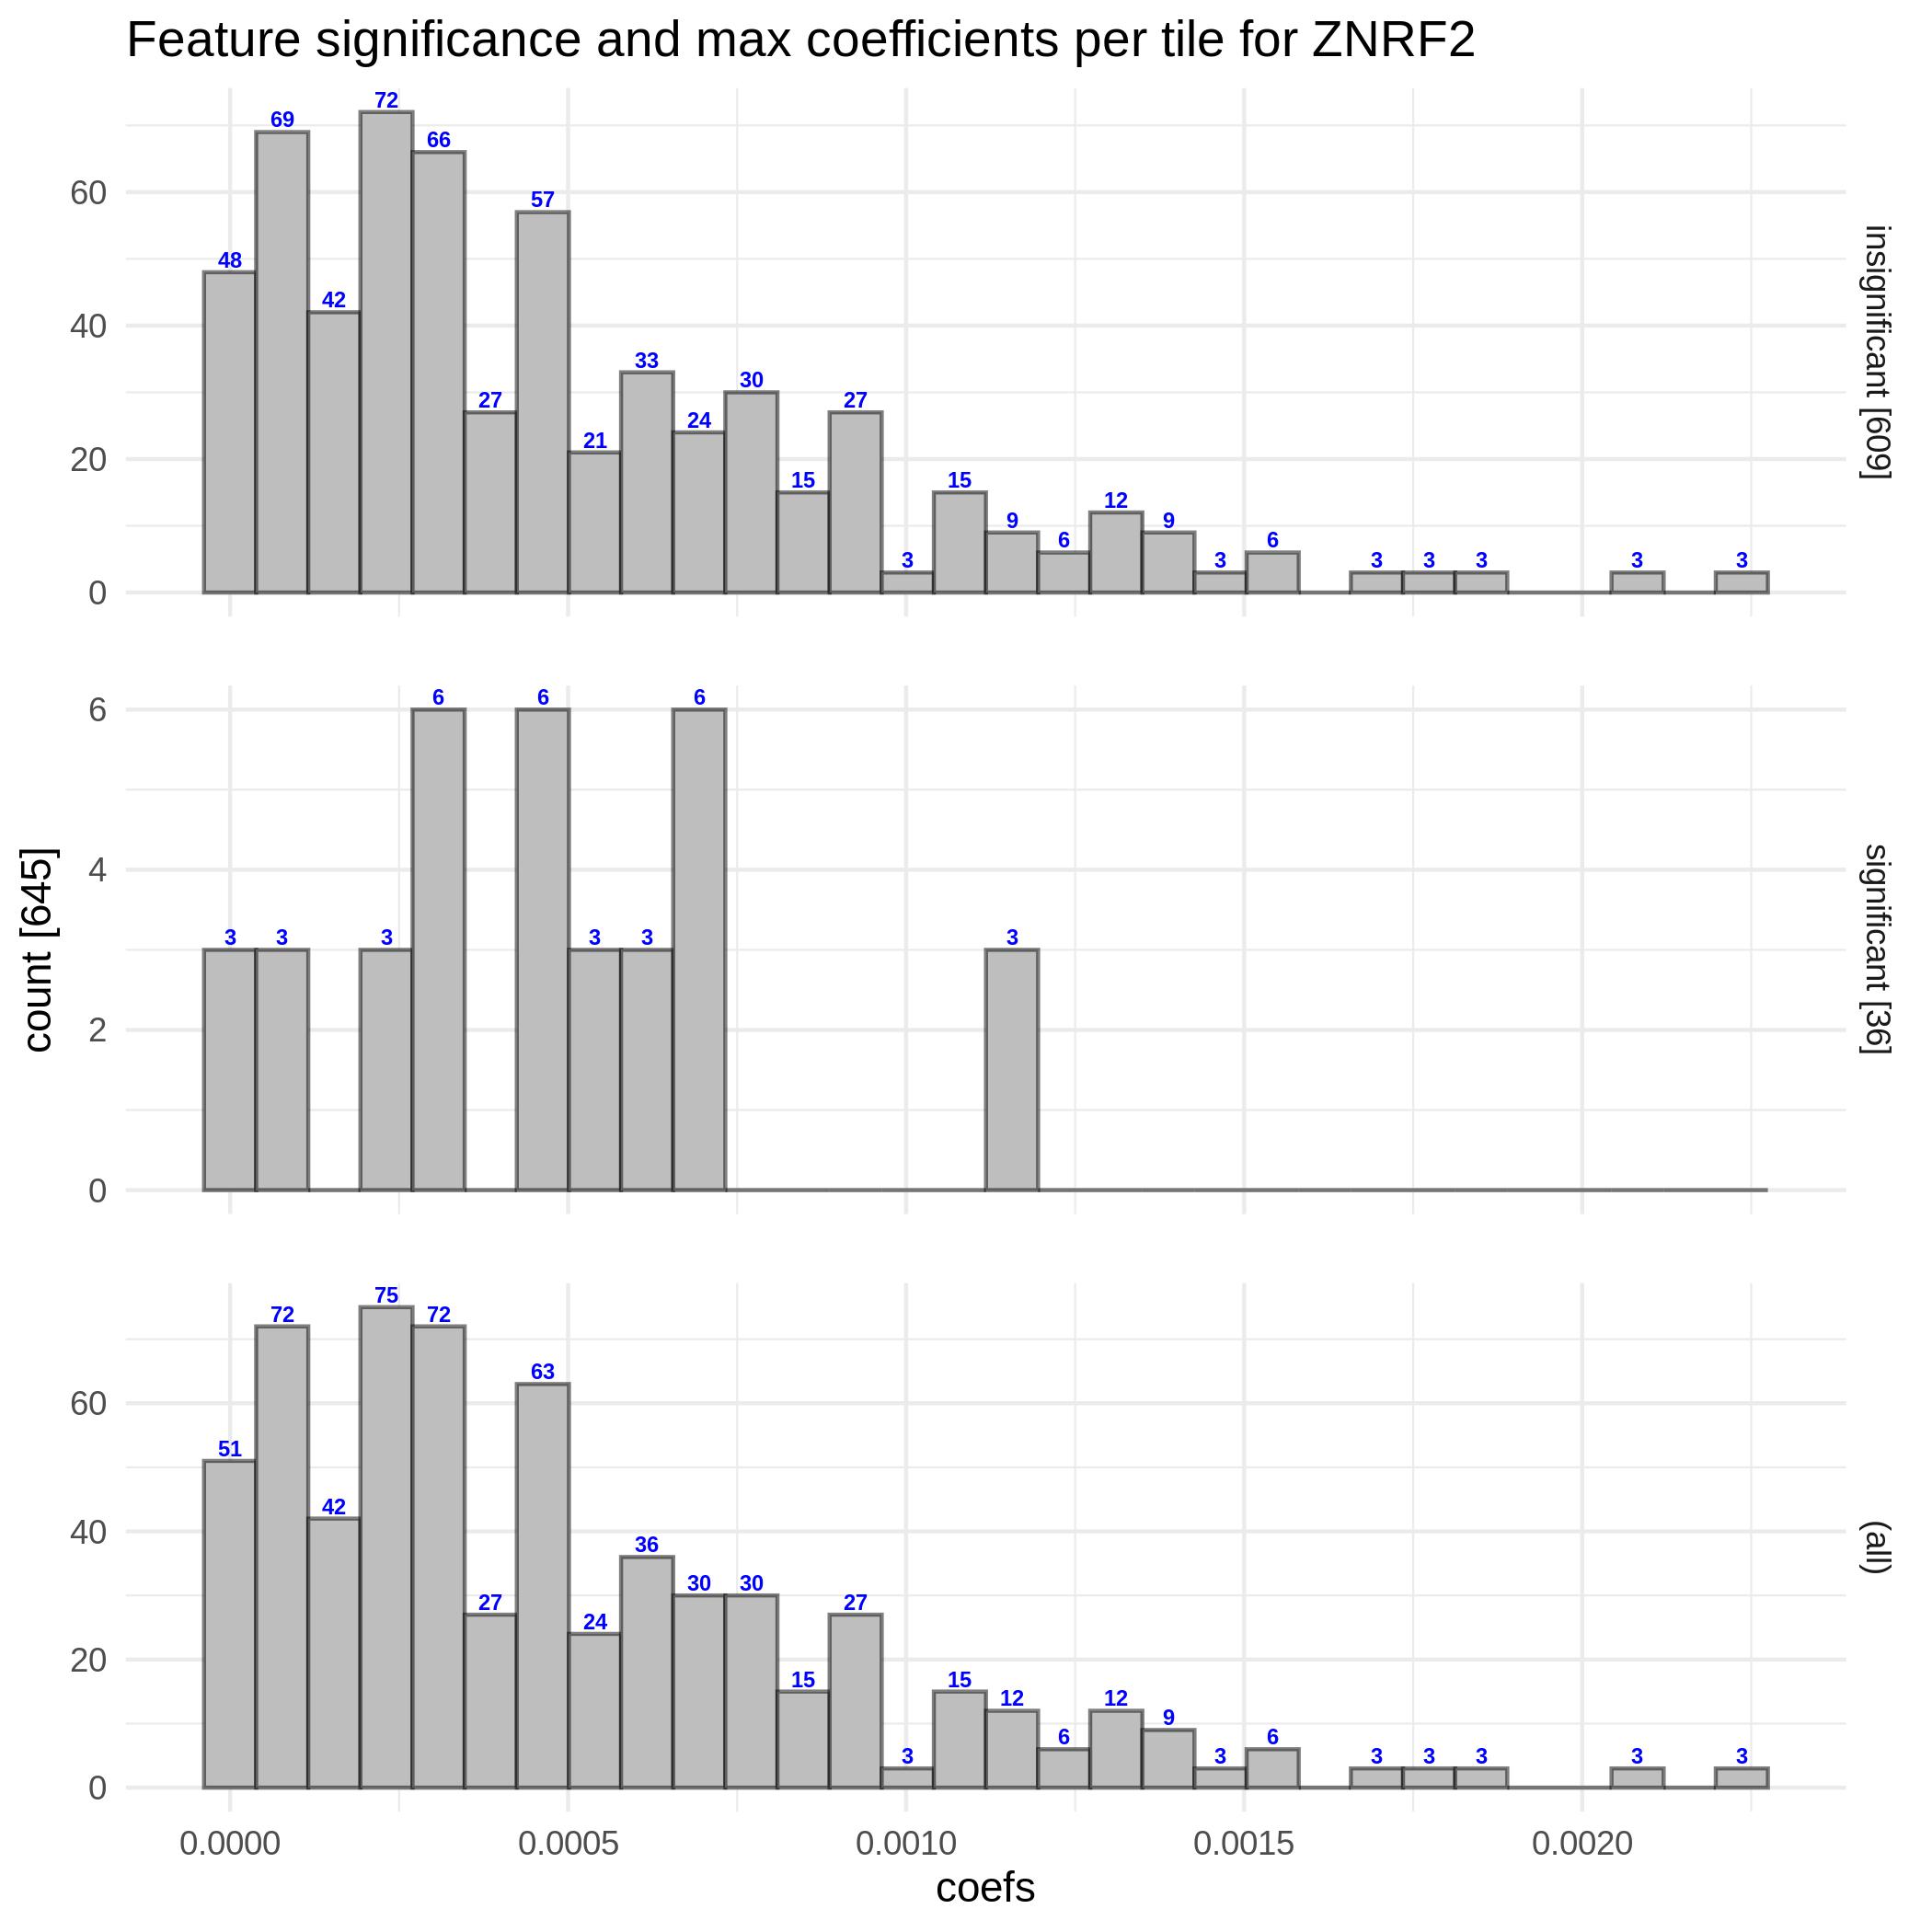 Feature significance and max coefficients per tile for ZNRF2
48 69 42 72 66 27 57 21 33 24 30 15 27 3 15 9 6 12 9 3 6 3 3 3 3 3
60
40
20
0
insignificant [609]
3 3 3 6 6 3 3 6 3
6
4
2
0
significant [36]
count [645]
51 72 42 75 72 27 63 24 36 30 30 15 27 3 15 12 6 12 9 3 6 3 3 3 3 3
60
40
20
0
(all)
0.0000 0.0005 0.0010 0.0015 0.0020
coefs